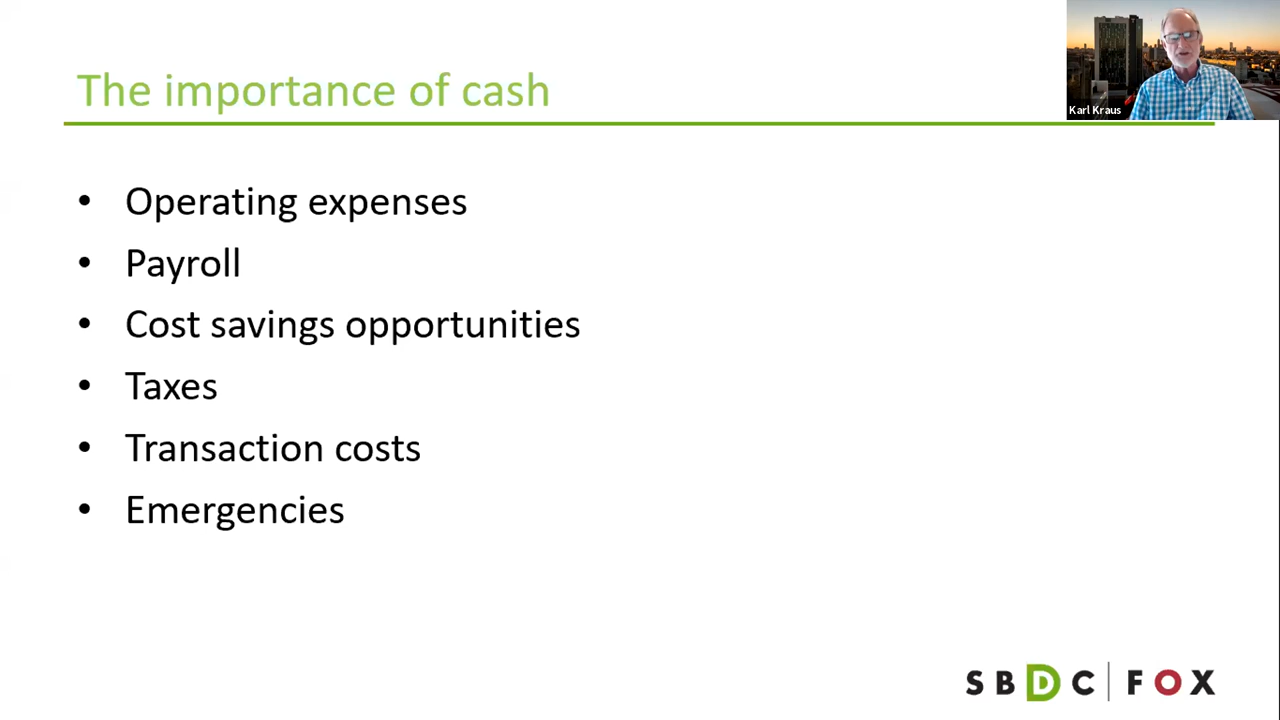 The importance of cash
Karl Kraus
• Operating expenses
• Payroll
• Cost savings opportunities
• Taxes
• Transaction costs
• Emergencies
SBDC | FOX